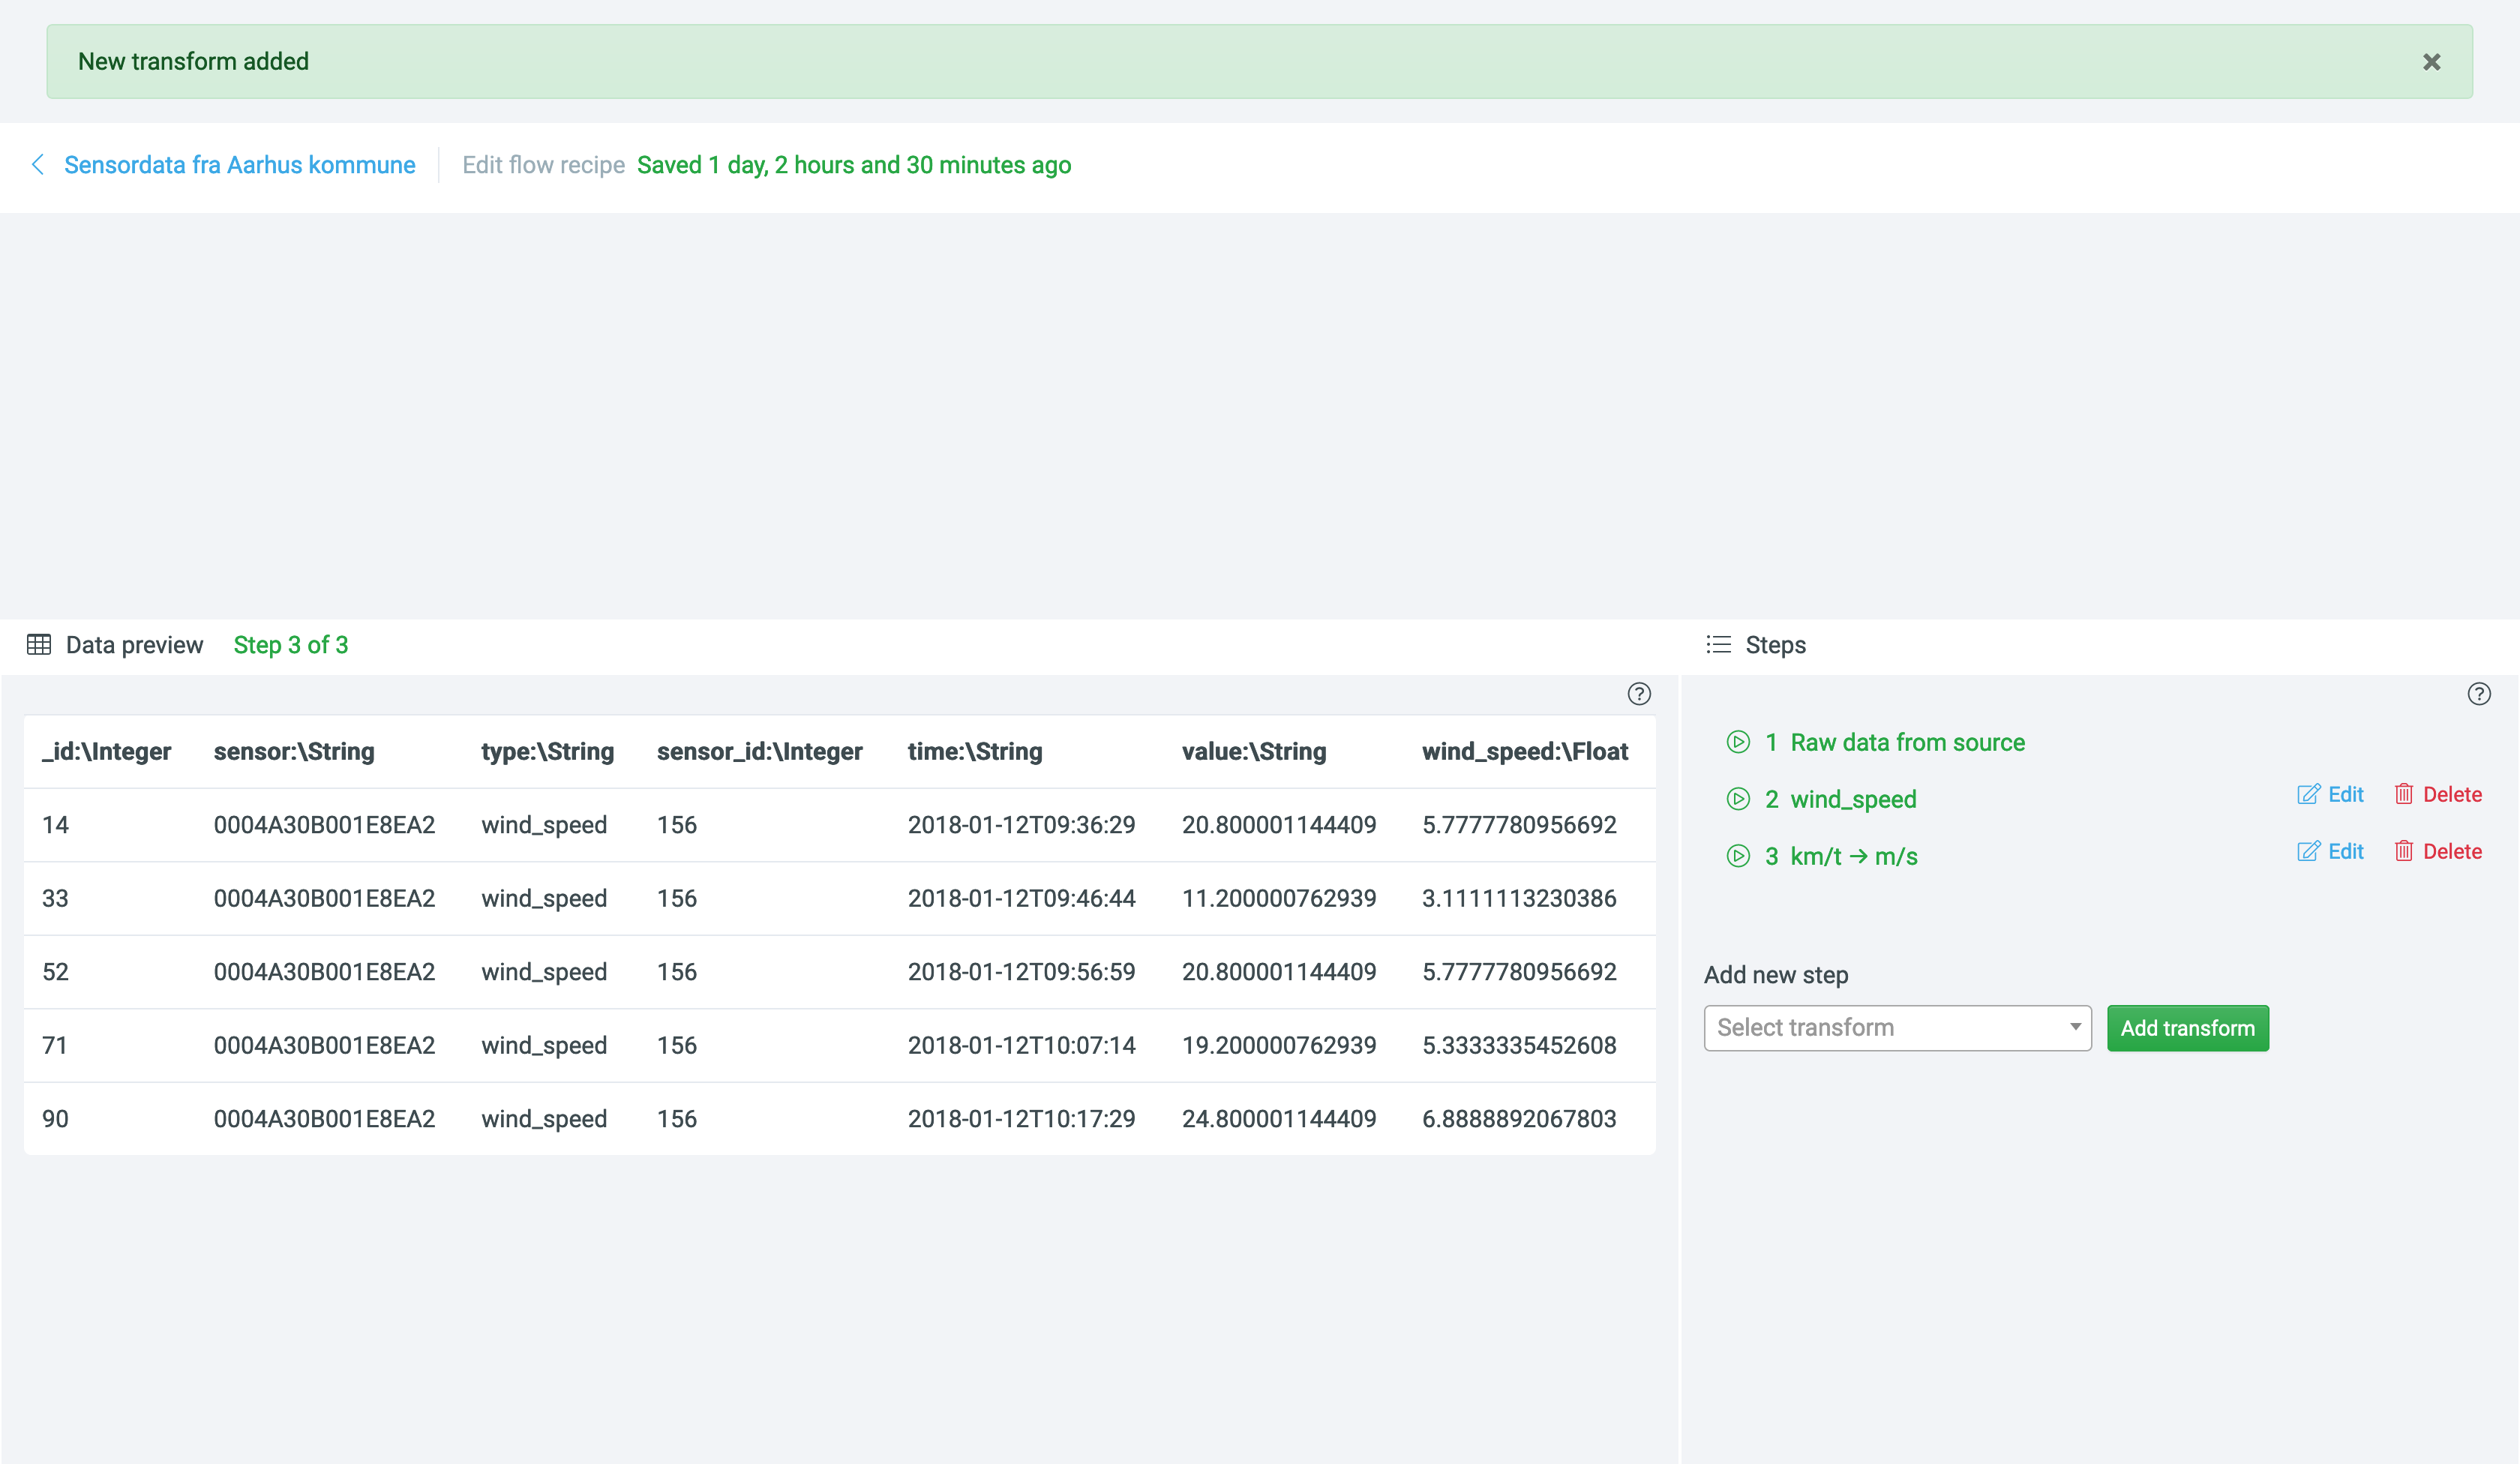 New transform added
Sensordata fra Aarhus kommune Edit flow recipe Saved 1 day, 2 hours and 30 minutes ago
Data preview Step 3 of 3
_id:\Integer sensor:\String type:\String sensor_id:\Integer time:\String value:\String wind_speed:\Float
14 0004A30B001E8EA2 wind_speed 156 2018-01-12T09:36:29 20.800001144409 5.7777780956692
33 0004A30B001E8EA2 wind_speed 156 2018-01-12T09:46:44 11.200000762939 3.1111113230386
52 0004A30B001E8EA2 wind_speed 156 2018-01-12T09:56:59 20.800001144409 5.7777780956692
71 0004A30B001E8EA2 wind_speed 156 2018-01-12T10:07:14 19.200000762939 5.3333335452608
90 0004A30B001E8EA2 wind_speed 156 2018-01-12T10:17:29 24.800001144409 6.8888892067803
Steps
1 Raw data from source
2 wind_speed Edit Delete
3 km/t → m/s Edit Delete
Add new step
Select transform Add transform